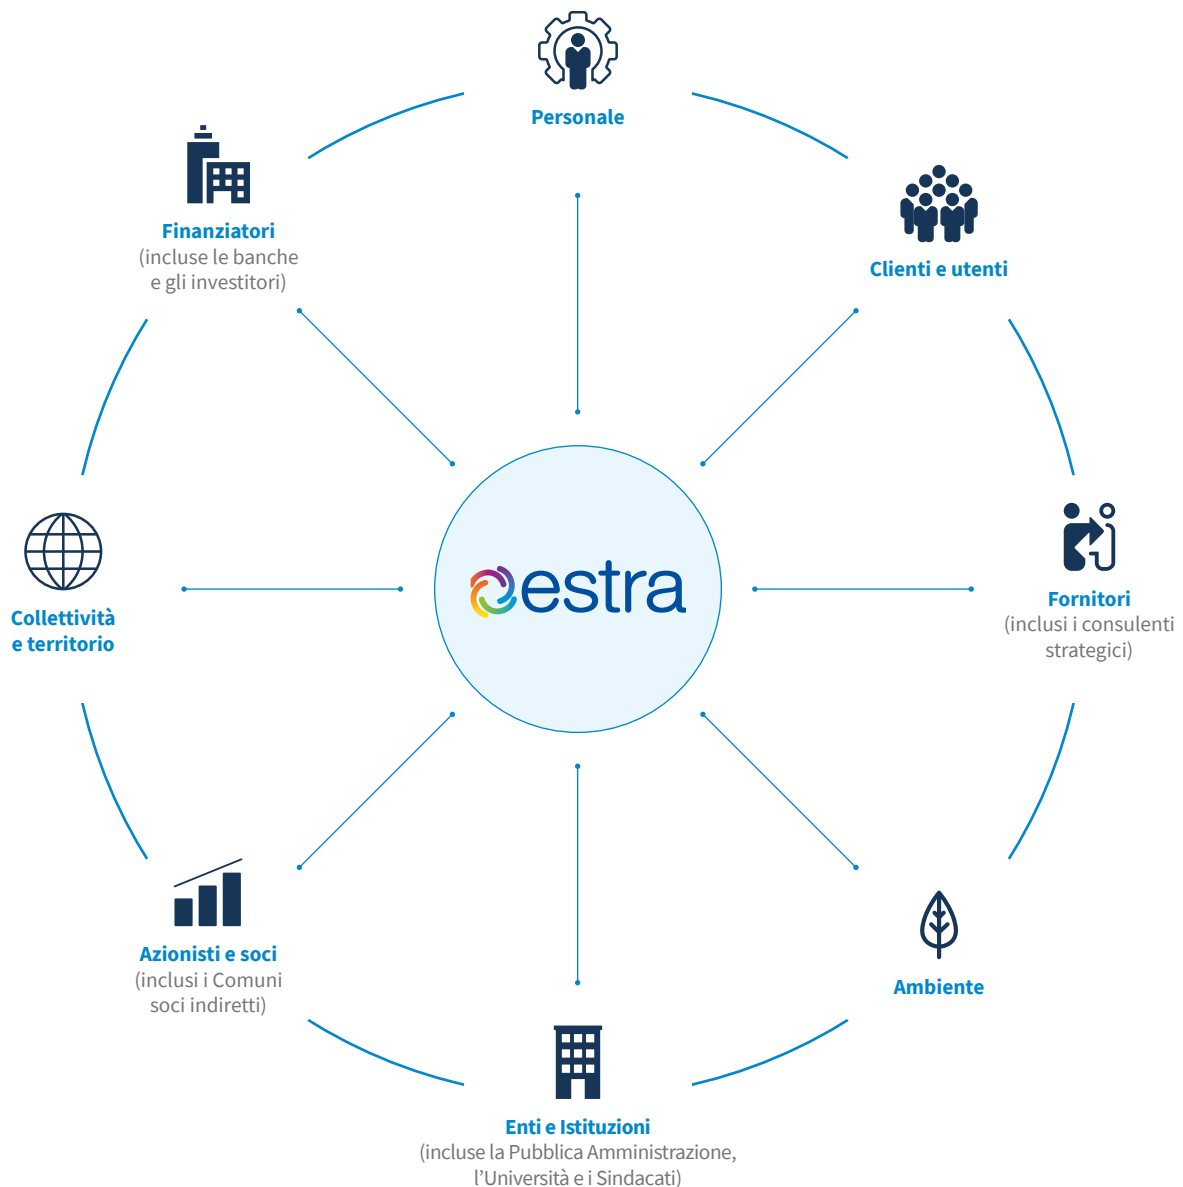 Personale
Finanziatori
(incluse le banche
e gli investitori)
Clienti e utenti
estra
Collettività
e territorio
Fornitori
(inclusi i consulenti
strategici)
Azionisti e soci
(inclusi i Comuni
soci indiretti)
Ambiente
Enti e Istituzioni
(incluse la Pubblica Amministrazione,
l'Università e i Sindacati)